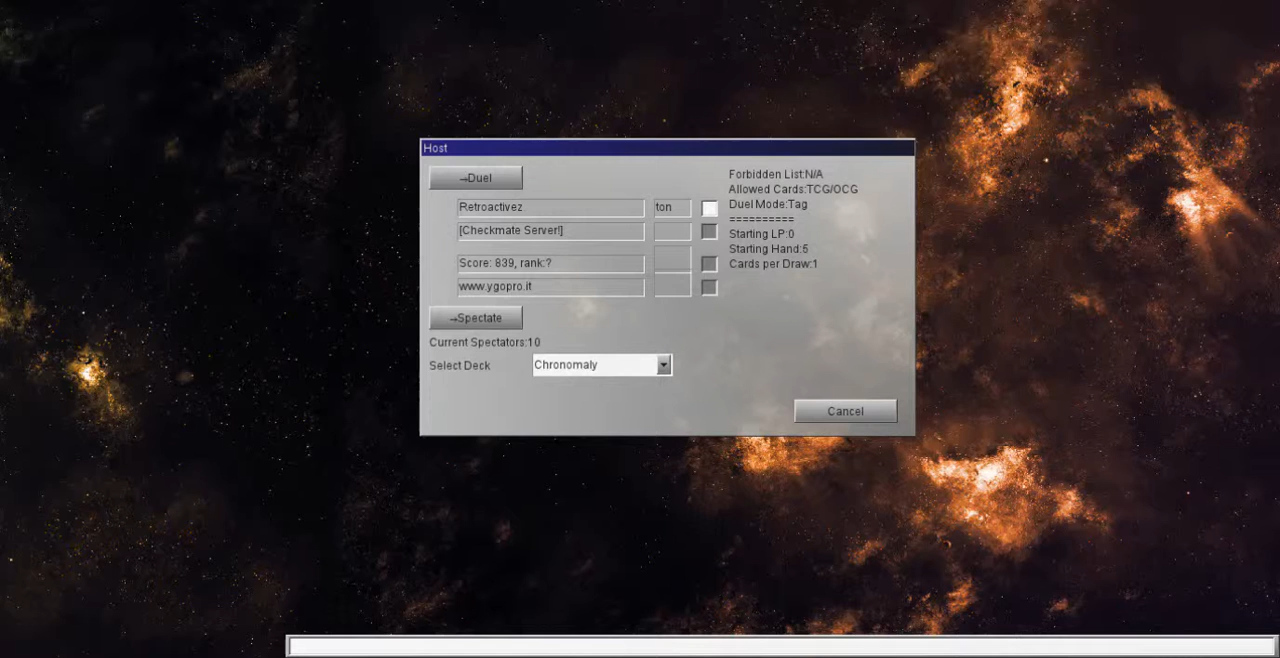 Host
→Duel
Retroactivez
ton
[Checkmate Server!]
Score: 839, rank:?
www.ygopro.it
→Spectate
Current Spectators:10
Select Deck
Chronomaly
Forbidden List:N/A
Allowed Cards:TCG/OCG
Duel Mode:Tag
==========
Starting LP:0
Starting Hand:5
Cards per Draw:1
Cancel